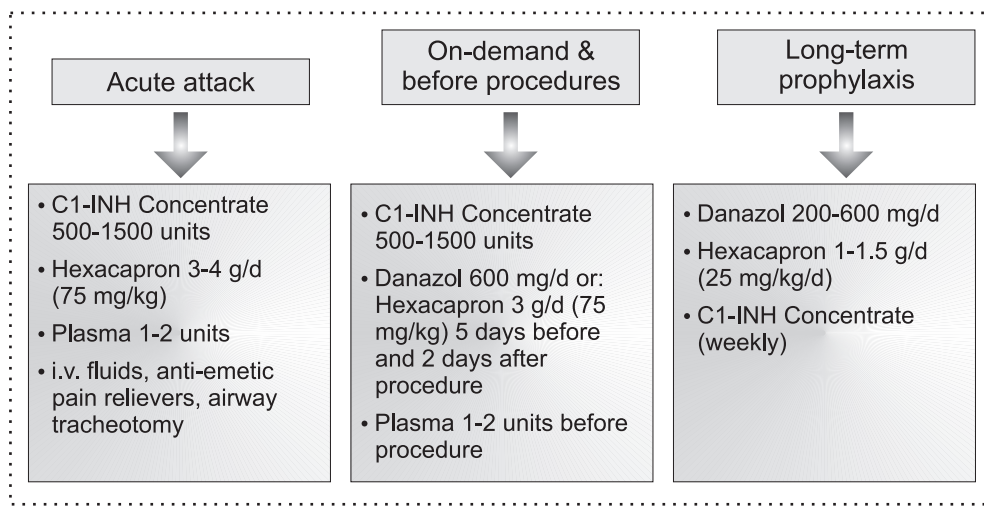 Acute attack
• C1-INH Concentrate
500-1500 units
• Hexacapron 3-4 g/d
(75 mg/kg)
• Plasma 1-2 units
• i.v. fluids, anti-emetic
pain relievers, airway
tracheotomy
On-demand &
before procedures
• C1-INH Concentrate
500-1500 units
• Danazol 600 mg/d or:
Hexacapron 3 g/d (75
mg/kg) 5 days before
and 2 days after
procedure
• Plasma 1-2 units before
procedure
Long-term
prophylaxis
• Danazol 200-600 mg/d
• Hexacapron 1-1.5 g/d
(25 mg/kg/d)
• C1-INH Concentrate
(weekly)